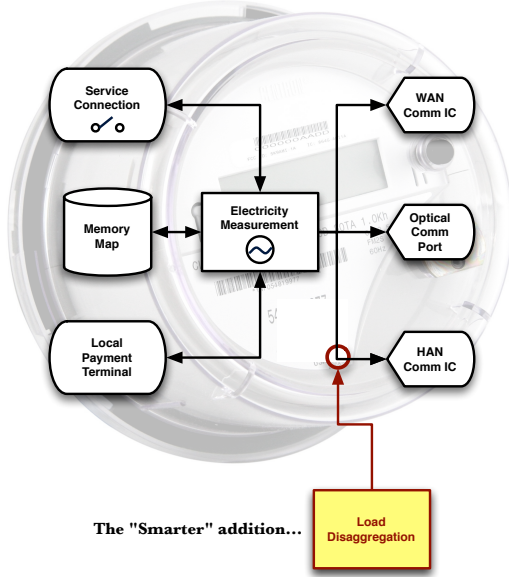 Service
Connection
WAN
Comm IC
Memory
Map
Electricity
Measurement
Optical
Comm
Port
Local
Payment
Terminal
HAN
Comm IC
The "Smarter" addition...
Load
Disaggregation